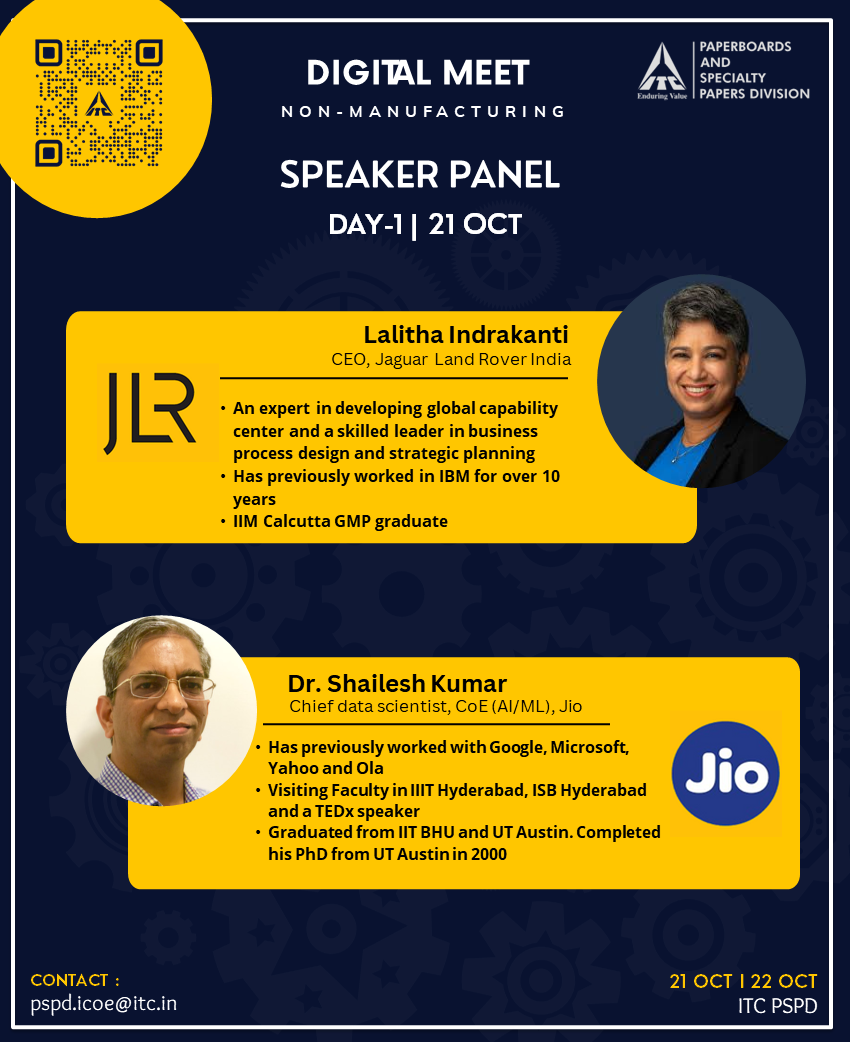 DIGITAL MEET
NON-MANUFACTURING
ITC
Enduring Value
PAPERBOARDS
AND
SPECIALTY
PAPERS DIVISION
SPEAKER PANEL
DAY-1 | 21 OCT
Lalitha Indrakanti
CEO, Jaguar Land Rover India
JLR
• An expert in developing global capability
center and a skilled leader in business
process design and strategic planning
• Has previously worked in IBM for over 10
years
• IIM Calcutta GMP graduate
Dr. Shailesh Kumar
Chief data scientist, CoE (AI/ML), Jio
• Has previously worked with Google, Microsoft,
Yahoo and Ola
• Visiting Faculty in IIIT Hyderabad, ISB Hyderabad
and a TEDx speaker
• Graduated from IIT BHU and UT Austin. Completed
his PhD from UT Austin in 2000
Jio
CONTACT :
pspd.icoe@itc.in
21 OCT I 22 OCT
ITC PSPD